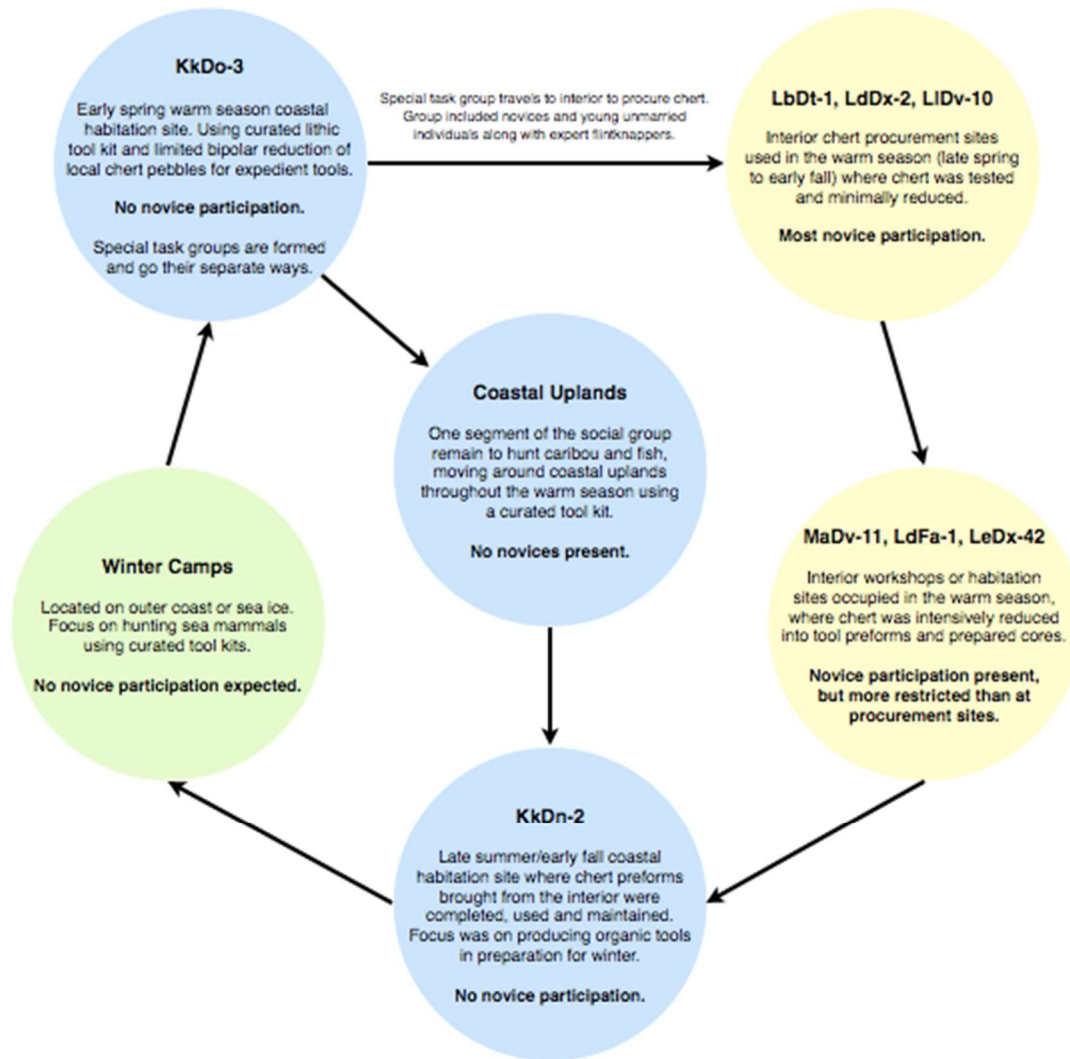 KkDo-3
Early spring warm season coastal
habitation site. Using curated lithic
tool kit and limited bipolar reduction of
local chert pebbles for expedient tools.
No novice participation.
Special task groups are formed
and go their separate ways.
Special task group travels to interior to procure chert.
Group included novices and young unmarried
individuals along with expert flintknappers.
LbDt-1, LdDx-2, LlDv-10
Interior chert procurement sites
used in the warm season (late spring
to early fall) where chert was tested
and minimally reduced.
Most novice participation.
Coastal Uplands
One segment of the social group
remain to hunt caribou and fish,
moving around coastal uplands
throughout the warm season using
a curated tool kit.
No novices present.
MaDv-11, LdFa-1, LeDx-42
Interior workshops or habitation
sites occupied in the warm season,
where chert was intensively reduced
into tool preforms and prepared cores.
Novice participation present,
but more restricted than at
procurement sites.
Winter Camps
Located on outer coast or sea ice.
Focus on hunting sea mammals
using curated tool kits.
No novice participation expected.
KkDn-2
Late summer/early fall coastal
habitation site where chert preforms
brought from the interior were
completed, used and maintained.
Focus was on producing organic tools
in preparation for winter.
No novice participation.